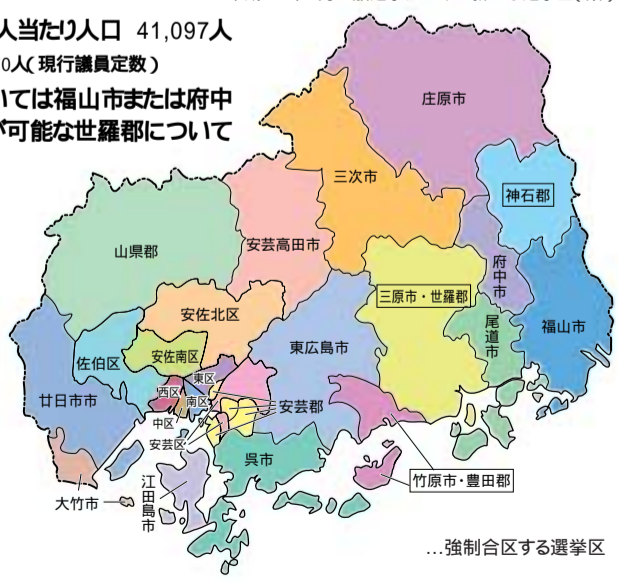 人当たり人口 41,097人
0人(現行議員定数)
いては福山市または府中
が可能な世羅郡について
庄原市
三次市
神石郡
安芸高田市
山県郡
府中市
三原市・世羅郡
安佐北区
尾道市
福山市
東広島市
安佐南区
佐伯区
東区
西区
南区
廿日市市
安芸郡
中区
安芸区
呉市
竹原市・豊田郡
江田島市
大竹市
…強制合区する選挙区